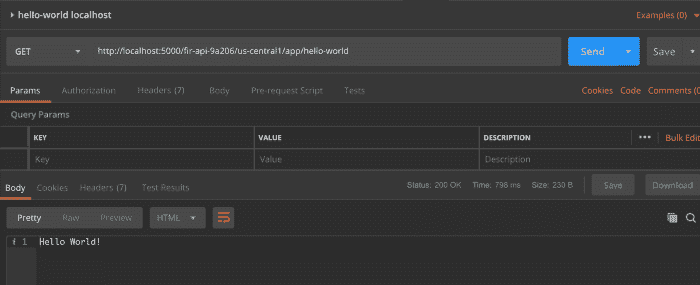 hello-world localhost Examples (0)
GET http://localhost:5000/fir-api-9a206/us-central1/app/hello-world Send Save
Params Authorization Headers (7) Body Pre-request Script Tests Cookies Code Comments (0
Query Params
KEY VALUE DESCRIPTION Bulk Edit
Key Value Description
Body Cookies Headers (7) Test Results Status: 200 OK Time: 796 ms Size: 230 B Save Download
Pretty Raw Preview HTML
i 1 Hello World!